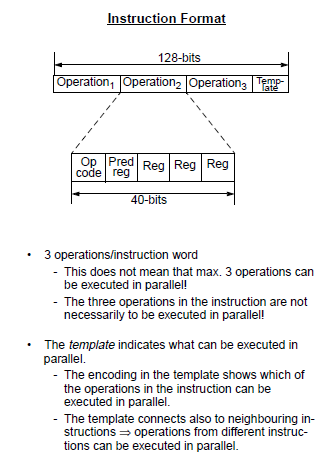 Instruction Format
128-bits
Operation1 Operation2 Operation3 Temp-
late
Op Pred Reg Reg Reg
code reg
40-bits
• 3 operations/instruction word
- This does not mean that max. 3 operations can
be executed in parallel!
- The three operations in the instruction are not
necessarily to be executed in parallel!
• The template indicates what can be executed in
parallel.
- The encoding in the template shows which of
the operations in the instruction can be
executed in parallel.
- The template connects also to neighbouring in-
structions ⇒ operations from different instruc-
tions can be executed in parallel.